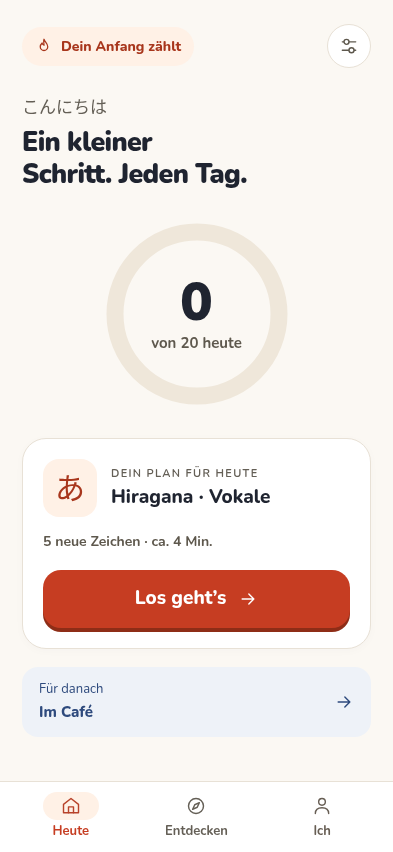 Dein Anfang zählt
こんにちは
Ein kleiner
Schritt. Jeden Tag.
0
von 20 heute
あ
DEIN PLAN FÜR HEUTE
Hiragana · Vokale
5 neue Zeichen · ca. 4 Min.
Los geht’s →
Für danach
Im Café
→
Heute
Entdecken
Ich